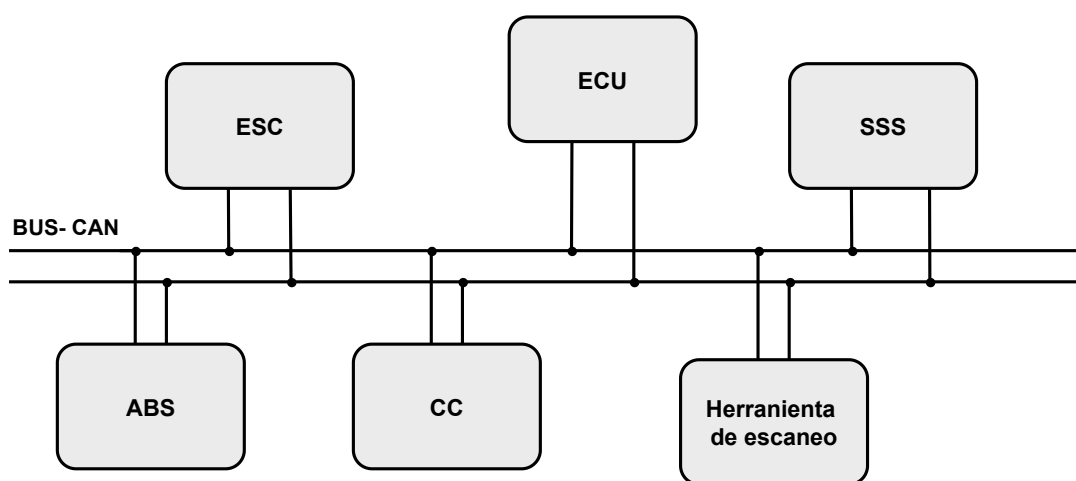 ECU
ESC
SSS
BUS- CAN
ABS
CC
Herranienta
de escaneo